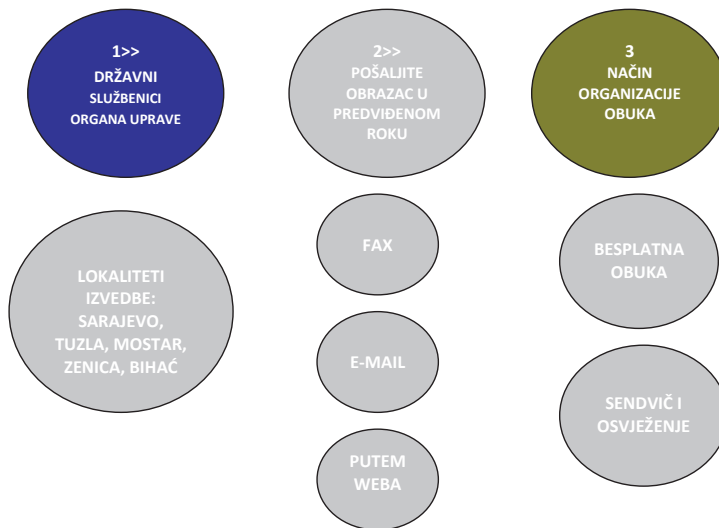 1>>
DRŽAVNI
SLUŽBENICI
ORGANA UPRAVE
2>>
POŠALJITE
OBRAZAC U
PREDVIĐENOM
ROKU
3
NAČIN
ORGANIZACIJE
OBUKA
LOKALITETI
IZVEDBE:
SARAJEVO,
TUZLA, MOSTAR,
ZENICA, BIHAĆ
FAX
E-MAIL
PUTEM
WEBA
BESPLATNA
OBUKA
SENDVIČ I
OSVJEŽENJE